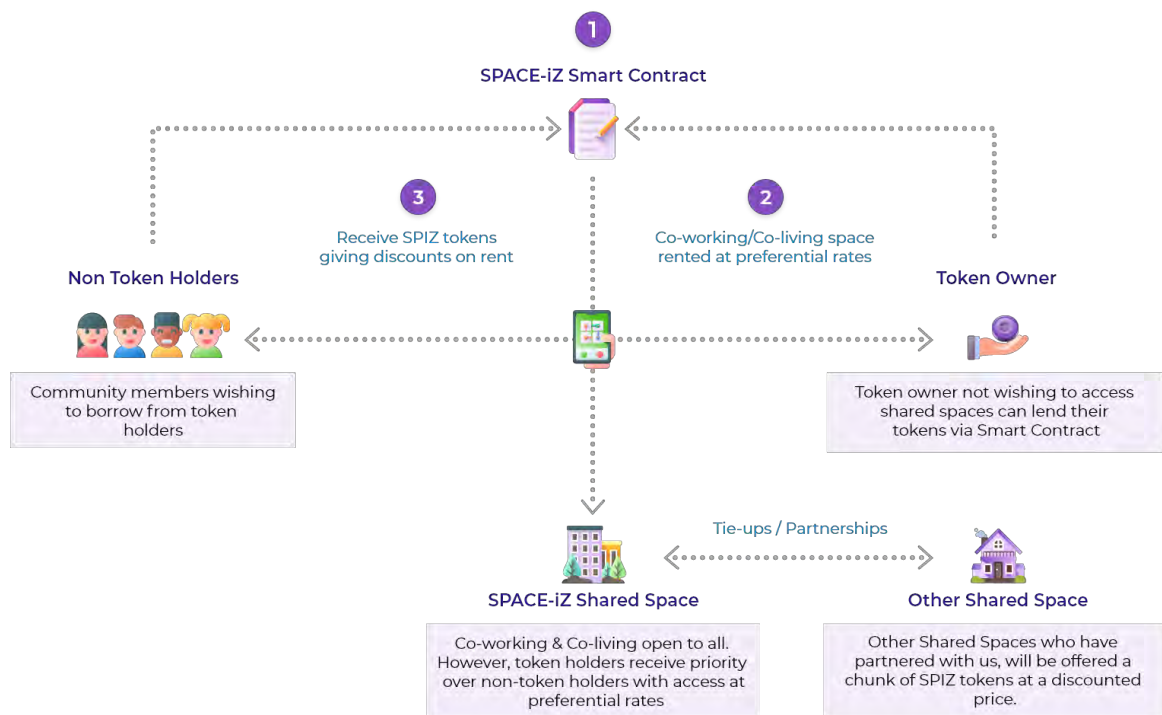 1
SPACE-iZ Smart Contract
3
Receive SPIZ tokens
giving discounts on rent
2
Co-working/Co-living space
rented at preferential rates
Non Token Holders
Community members wishing
to borrow from token
holders
Token Owner
Token owner not wishing to access
shared spaces can lend their
tokens via Smart Contract
Tie-ups / Partnerships
SPACE-iZ Shared Space
Co-working & Co-living open to all.
However, token holders receive priority
over non-token holders with access at
preferential rates
Other Shared Space
Other Shared Spaces who have
partnered with us, will be offered a
chunk of SPIZ tokens at a discounted
price.